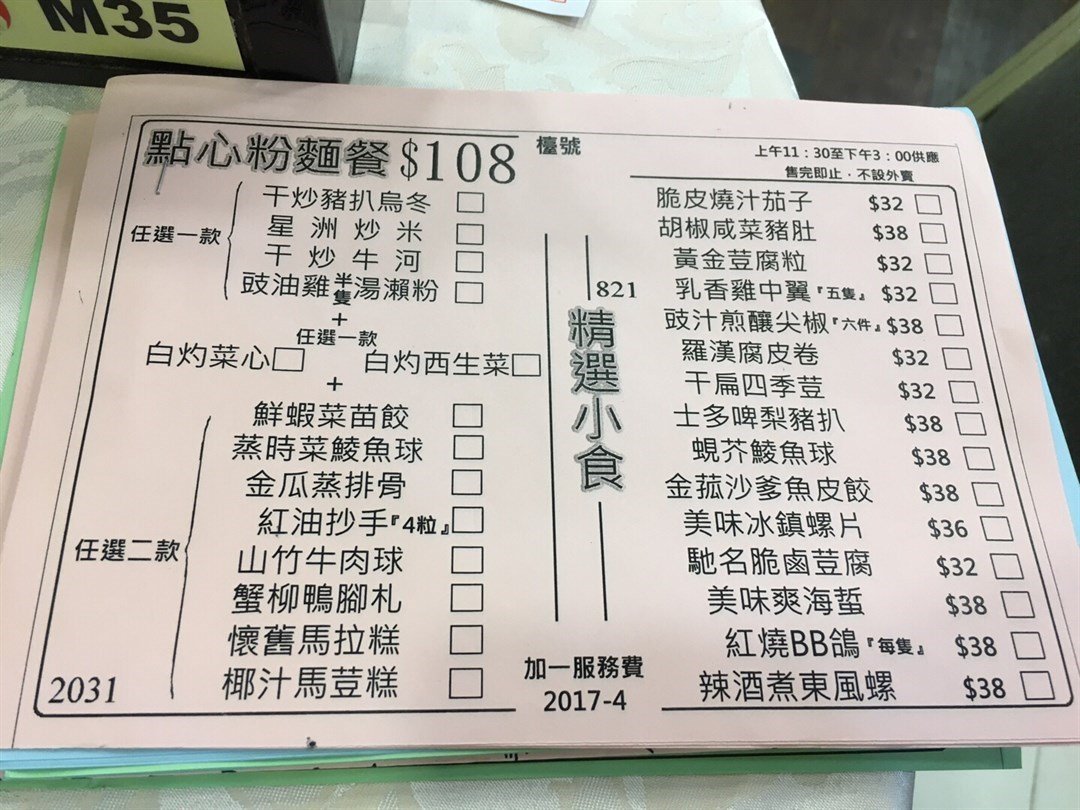 M35
點心粉麵餐$108
檯號
上午11：30至下午3：00供應
售完即止．不設外賣
任選一款
干炒豬扒烏冬
星洲炒米
干炒牛河
豉油雞半隻湯瀨粉
+
任選一款
白灼菜心 白灼西生菜
+
任選二款
鮮蝦菜苗餃
蒸時菜鯪魚球
金瓜蒸排骨
紅油抄手『4粒』
山竹牛肉球
蟹柳鴨腳札
懷舊馬拉糕
椰汁馬荳糕
2031
821
精選小食
加一服務費
2017-4
脆皮燒汁茄子 $32
胡椒咸菜豬肚 $38
黃金荳腐粒 $32
乳香雞中翼『五隻』 $32
豉汁煎釀尖椒『六件』 $38
羅漢腐皮卷 $32
干扁四季荳 $32
士多啤梨豬扒 $38
蜆芥鯪魚球 $38
金菰沙爹魚皮餃 $38
美味冰鎮螺片 $36
馳名脆鹵荳腐 $32
美味爽海蜇 $38
紅燒BB鴿『每隻』 $38
辣酒煮東風螺 $38